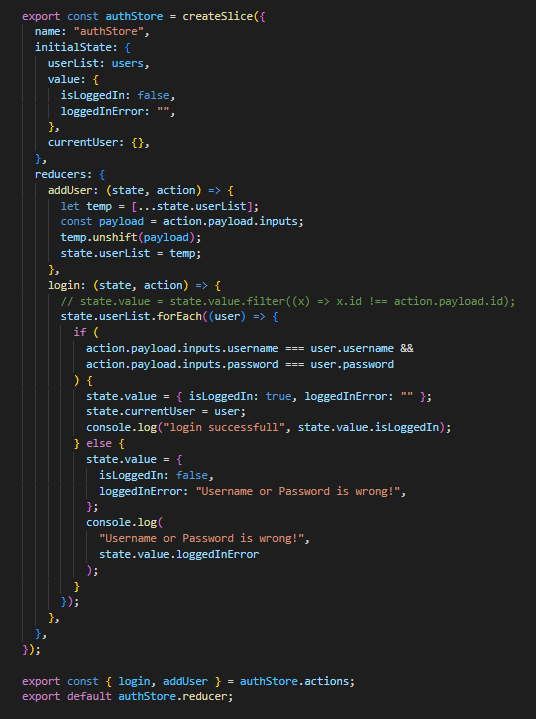 export const authStore = createSlice({
  name: "authStore",
  initialState: {
    userList: users,
    value: {
      isLoggedIn: false,
      loggedInError: "",
    },
    currentUser: {},
  },
  reducers: {
    addUser: (state, action) => {
      let temp = [...state.userList];
      const payload = action.payload.inputs;
      temp.unshift(payload);
      state.userList = temp;
    },
    login: (state, action) => {
      // state.value = state.value.filter((x) => x.id !== action.payload.id);
      state.userList.forEach((user) => {
        if (
          action.payload.inputs.username === user.username &&
          action.payload.inputs.password === user.password
        ) {
          state.value = { isLoggedIn: true, loggedInError: "" };
          state.currentUser = user;
          console.log("login successfull", state.value.isLoggedIn);
        } else {
          state.value = {
            isLoggedIn: false,
            loggedInError: "Username or Password is wrong!",
          };
          console.log(
            "Username or Password is wrong!",
            state.value.loggedInError
          );
        }
      });
    },
  },
});

export const { login, addUser } = authStore.actions;
export default authStore.reducer;